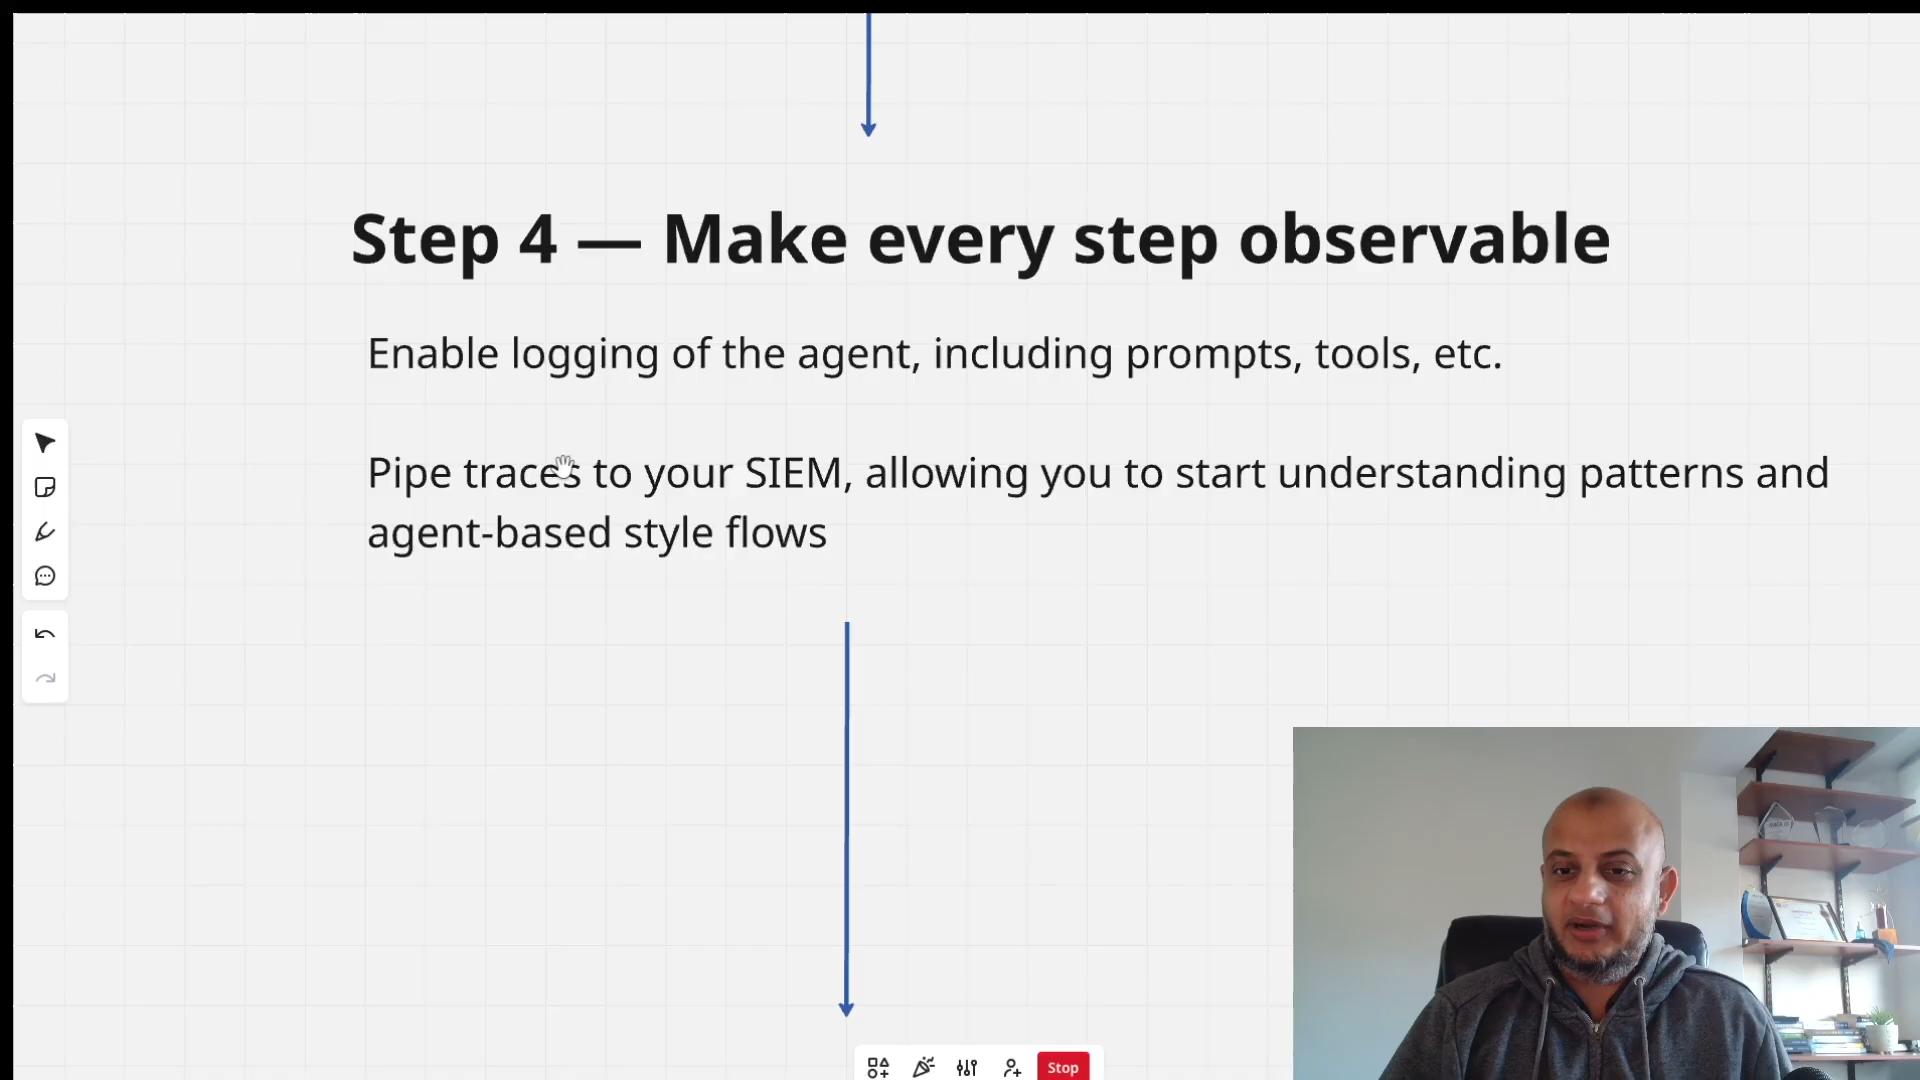 Step 4 — Make every step observable
Enable logging of the agent, including prompts, tools, etc.
Pipe traces to your SIEM, allowing you to start understanding patterns and
agent-based style flows
Stop